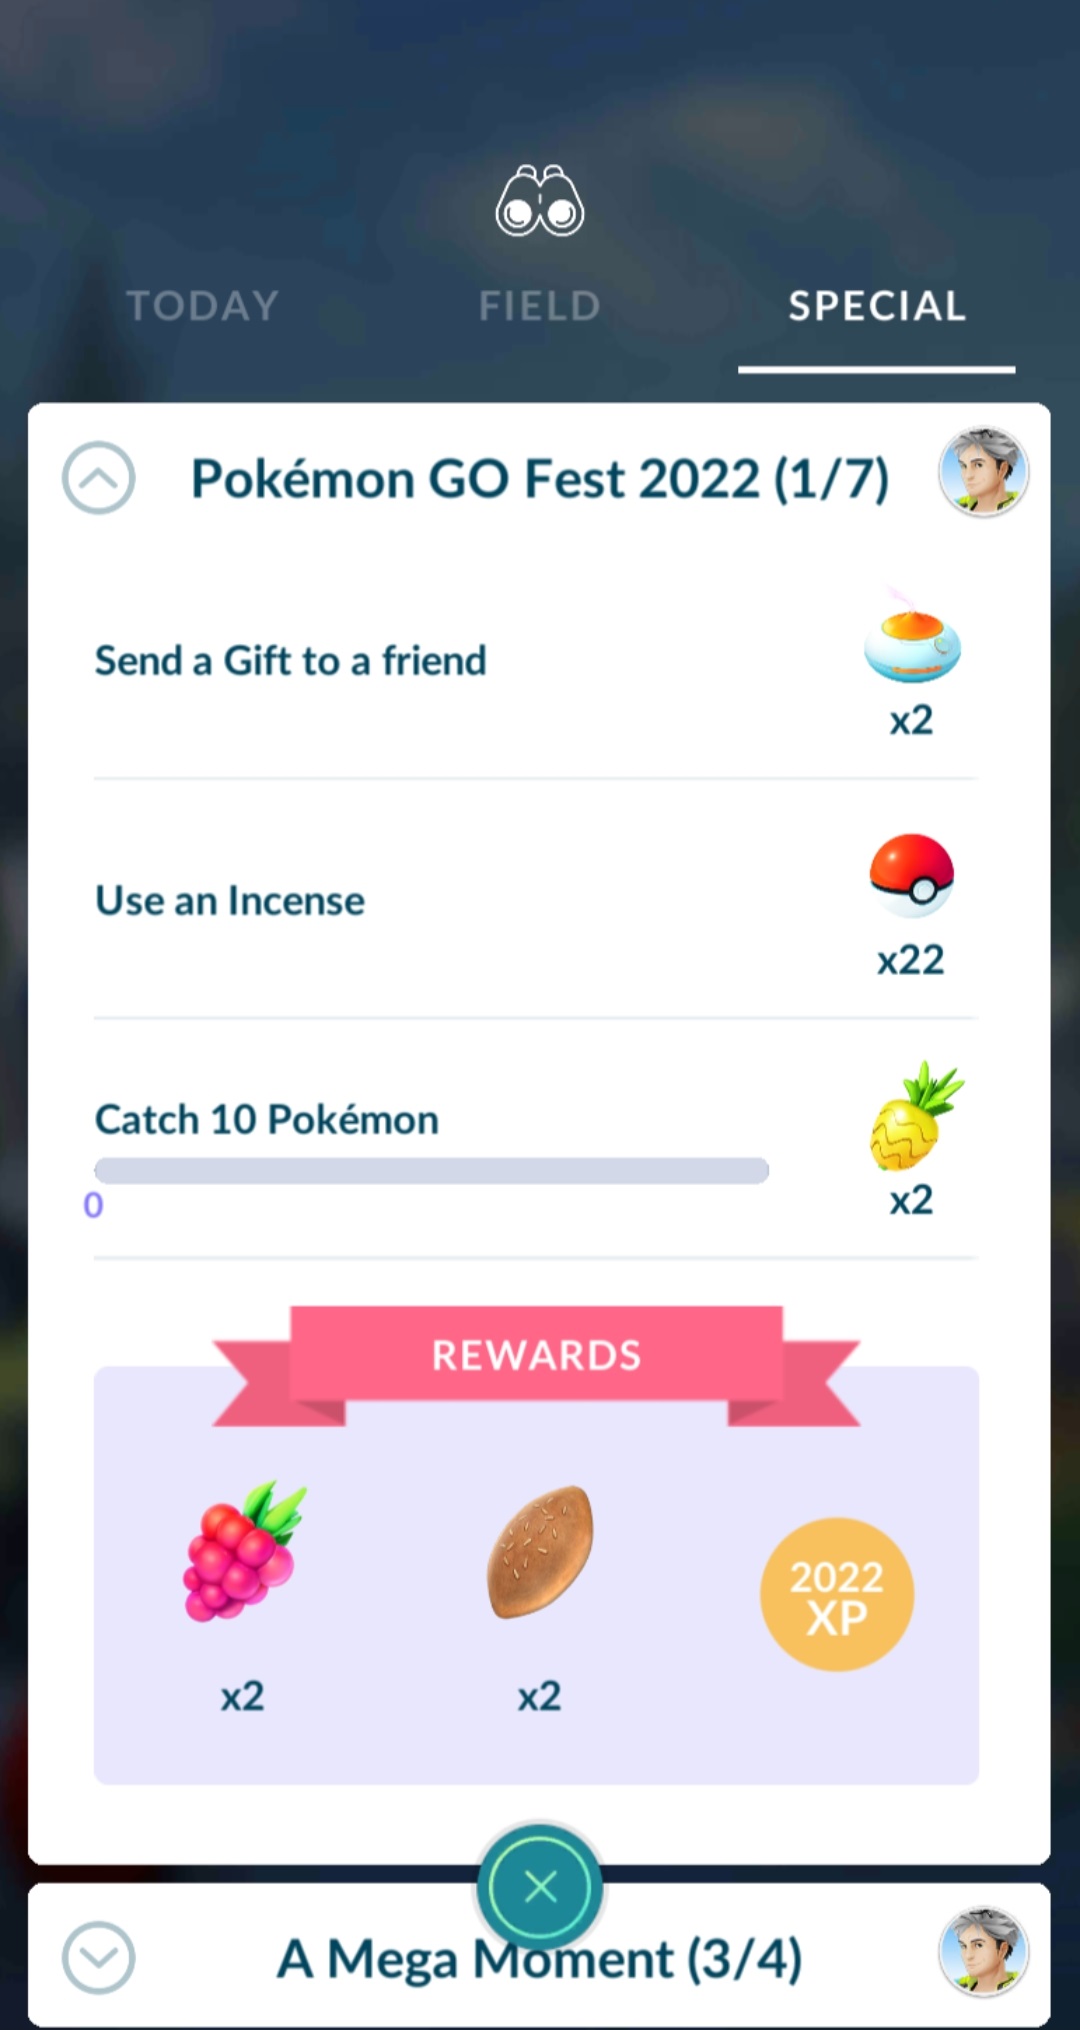 TODAY
FIELD
SPECIAL
Pokémon GO Fest 2022 (1/7)
Send a Gift to a friend
x2
Use an Incense
x22
Catch 10 Pokémon
0
x2
REWARDS
2022
XP
x2
x2
A Mega Moment (3/4)